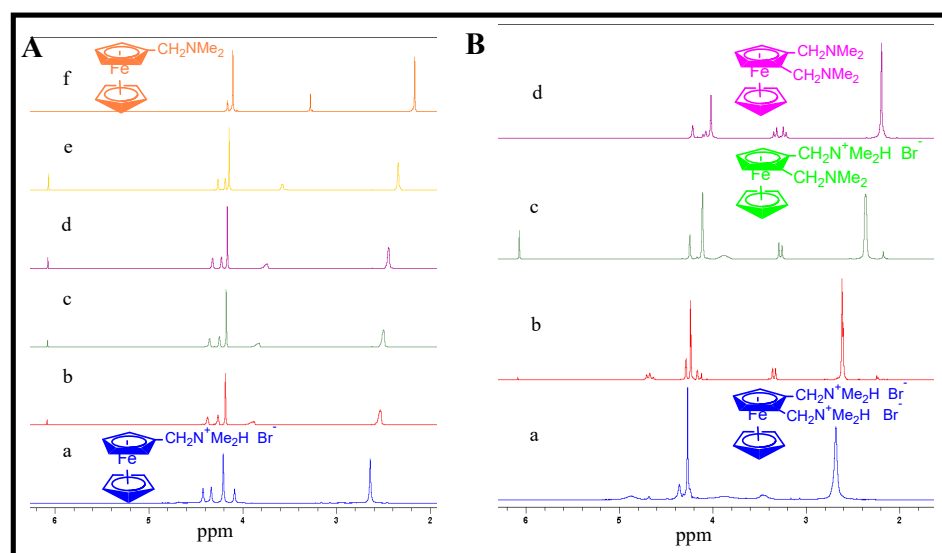 A
CH₂NMe₂
Fe
f
e
d
c
b
CH₂N⁺Me₂H Br⁻
Fe
a
6 5 4 3 2
ppm
B
CH₂NMe₂
CH₂NMe₂
Fe
d
CH₂N⁺Me₂H Br⁻
CH₂NMe₂
Fe
c
b
CH₂N⁺Me₂H Br⁻
CH₂N⁺Me₂H Br⁻
Fe
a
6 5 4 3 2
ppm